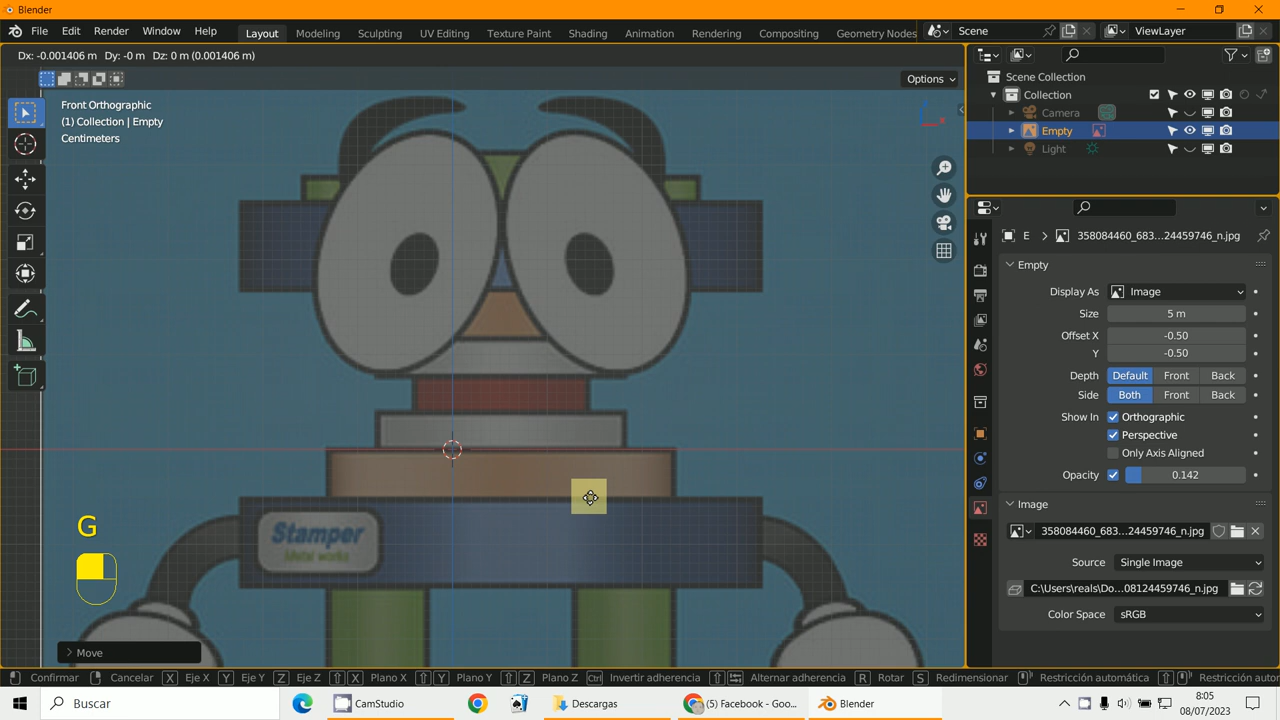 Blender
File Edit Render Window Help
Layout Modeling Sculpting UV Editing Texture Paint Shading Animation Rendering Compositing Geometry Nodes
Scene
ViewLayer
Dx: -0.001406 m Dy: -0 m Dz: 0 m (0.001406 m)
Options
Front Orthographic
(1) Collection | Empty
Centimeters
Scene Collection
Collection
Camera
Empty
Light
E 358084460_683...24459746_n.jpg
Empty
Display As Image
Size 5 m
Offset X -0.50
Y -0.50
Depth Default Front Back
Side Both Front Back
Show In Orthographic
Perspective
Only Axis Aligned
Opacity 0.142
Image
358084460_683...24459746_n.jpg
Source Single Image
C:\Users\reals\Do...08124459746_n.jpg
Color Space sRGB
Stamper
Metal works
G
Move
Confirmar Cancelar X Eje X Y Eje Y Z Eje Z X Plano X Y Plano Y Z Plano Z Ctrl Invertir adherencia Alternar adherencia R Rotar S Redimensionar Restricción automática Restricción automática
Buscar
CamStudio
Descargas
(5) Facebook - Goo...
Blender
8:05
08/07/2023